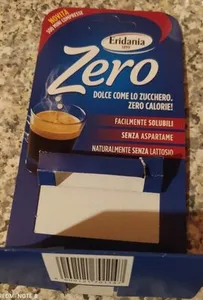 NOVITÀ
Eridania
Zero
DOLCE COME LO ZUCCHERO,
ZERO CALORIE!
FACILMENTE SOLUBILI
SENZA ASPARTAME
NATURALMENTE SENZA LATTOSIO